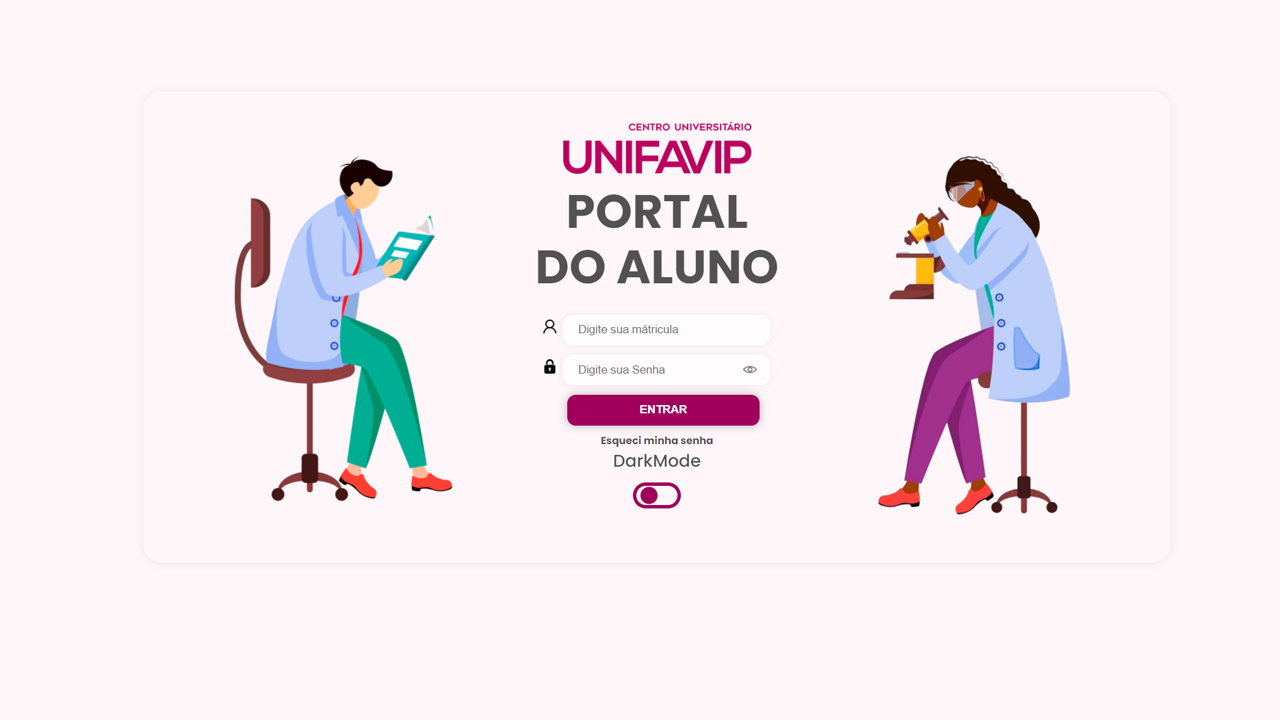 CENTRO UNIVERSITÁRIO
UNIFAVIP
PORTAL
DO ALUNO
Digite sua mátricula
Digite sua Senha
ENTRAR
Esqueci minha senha
DarkMode